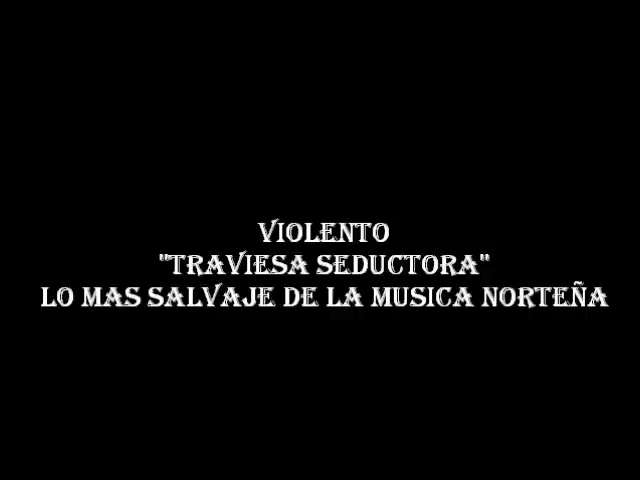 VIOLENTO
"TRAVIESA SEDUCTORA"
LO MAS SALVAJE DE LA MUSICA NORTEÑA